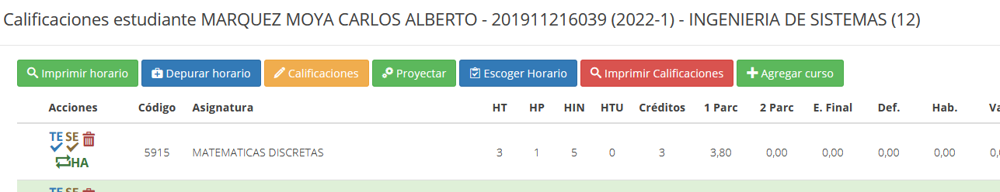 Calificaciones estudiante MARQUEZ MOYA CARLOS ALBERTO - 201911216039 (2022-1) - INGENIERIA DE SISTEMAS (12)
Imprimir horario Depurar horario Calificaciones Proyectar Escoger Horario Imprimir Calificaciones Agregar curso
Acciones Código Asignatura HT HP HIN HTU Créditos 1 Parc 2 Parc E. Final Def. Hab.
TE SE
5915 MATEMATICAS DISCRETAS 3 1 5 0 3 3,80 0,00 0,00 0,00 0,00
HA
TE SE